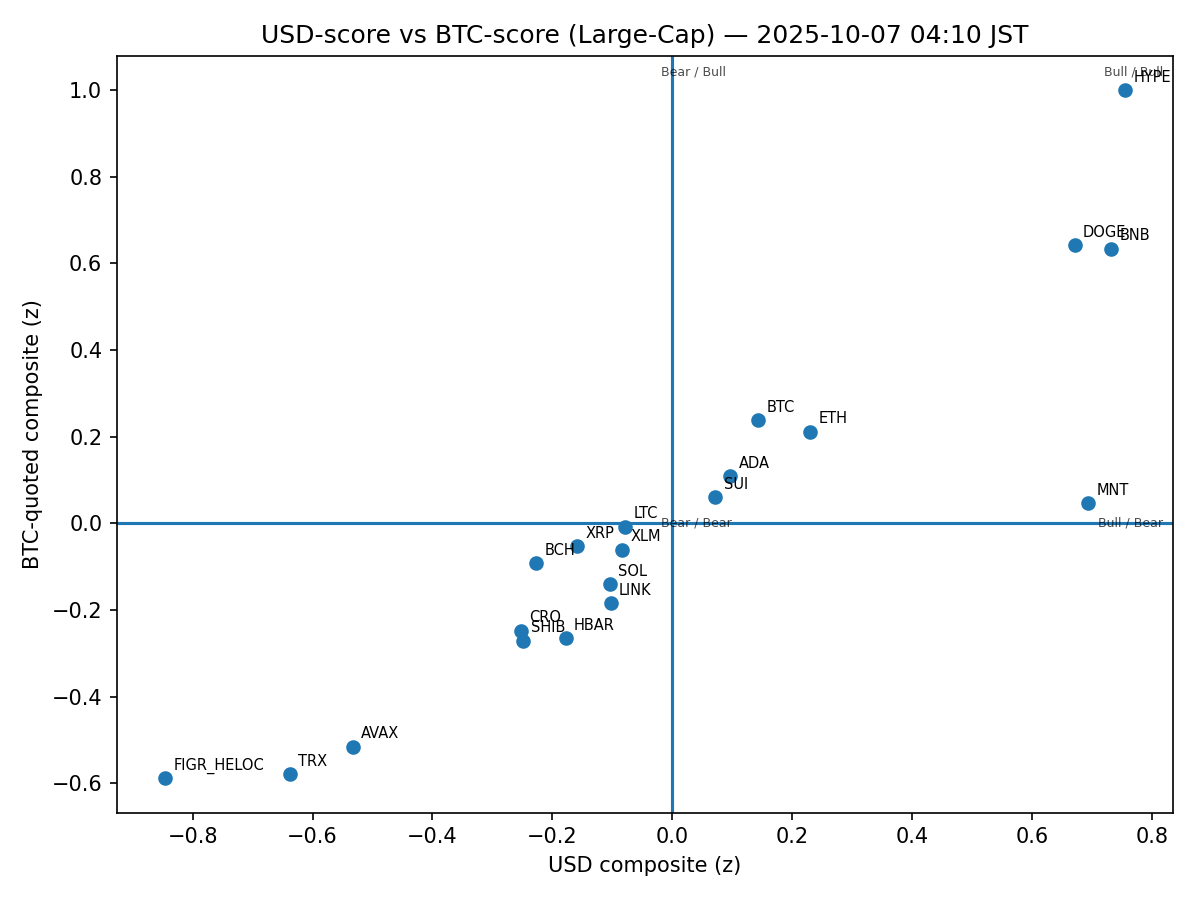 USD-score vs BTC-score (Large-Cap) — 2025-10-07 04:10 JST
Bear / Bull
Bull / Bull
HYPE
1.0
0.8
DOGE
BNB
0.6
0.4
BTC
ETH
0.2
ADA
SUI
MNT
LTC
0.0
Bear / Bear
Bull / Bear
XRP
XLM
BCH
SOL
LINK
−0.2
CRO
SHIB
HBAR
−0.4
AVAX
TRX
FIGR_HELOC
−0.6
BTC-quoted composite (z)
−0.8
−0.6
−0.4
−0.2
0.0
0.2
0.4
0.6
0.8
USD composite (z)